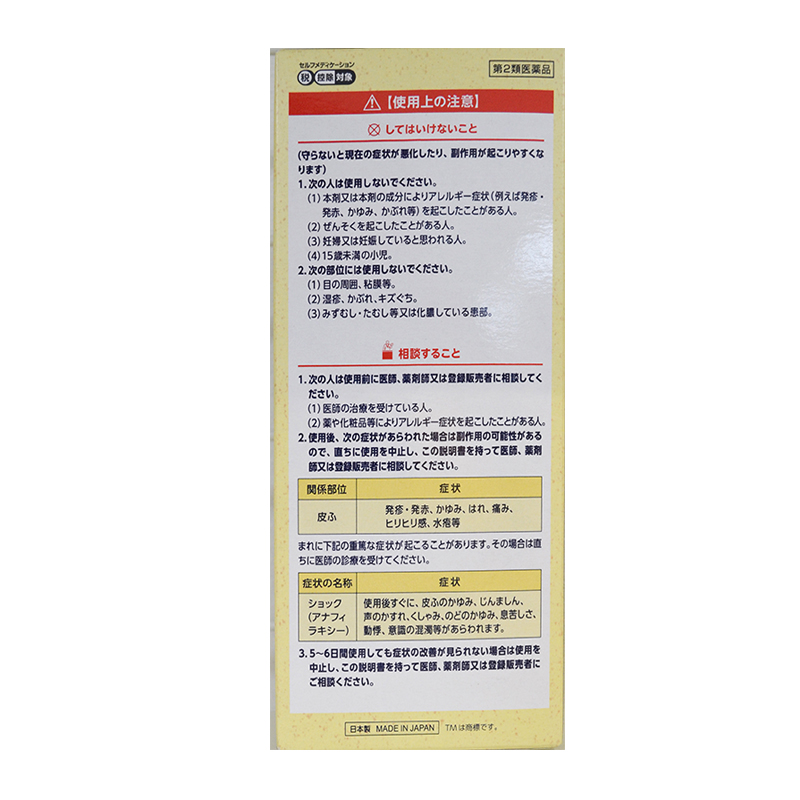 セルフメディケーション
税 控除 対象
第2類医薬品
【使用上の注意】
してはいけないこと
(守らないと現在の症状が悪化したり、副作用が起こりやすくな
ります)
1.次の人は使用しないでください。
(1)本剤又は本剤の成分によりアレルギー症状(例えば発疹・
発赤、かゆみ、かぶれ等)を起こしたことがある人。
(2)ぜんそくを起こしたことがある人。
(3)妊婦又は妊娠していると思われる人。
(4)15歳未満の小児。
2.次の部位には使用しないでください。
(1)目の周囲、粘膜等。
(2)湿疹、かぶれ、キズぐち。
(3)みずむし・たむし等又は化膿している患部。
相談すること
1.次の人は使用前に医師、薬剤師又は登録販売者に相談してく
ださい。
(1)医師の治療を受けている人。
(2)薬や化粧品等によりアレルギー症状を起こしたことがある人。
2.使用後、次の症状があらわれた場合は副作用の可能性がある
ので、直ちに使用を中止し、この説明書を持って医師、薬剤
師又は登録販売者に相談してください。
関係部位 症状
皮ふ 発疹・発赤、かゆみ、はれ、痛み、
ヒリヒリ感、水疱等
まれに下記の重篤な症状が起こることがあります。その場合は直
ちに医師の診療を受けてください。
症状の名称 症状
ショック 使用後すぐに、皮ふのかゆみ、じんましん、
(アナフィ 声のかすれ、くしゃみ、のどのかゆみ、息苦しさ、
ラキシー) 動悸、意識の混濁等があらわれます。
3.5〜6日間使用しても症状の改善が見られない場合は使用を
中止し、この説明書を持って医師、薬剤師又は登録販売者に
ご相談ください。
日本製 MADE IN JAPAN TMは商標です。